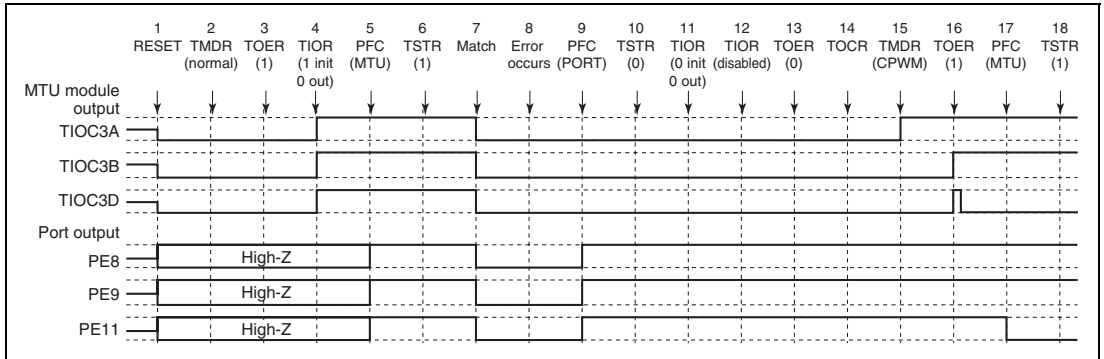 1 2 3 4 5 6 7 8 9 10 11 12 13 14 15 16 17 18
RESET TMDR TOER TIOR PFC TSTR Match Error PFC TSTR TIOR TIOR TOER TOCR TMDR TOER PFC TSTR
(normal) (1) (1 init (MTU) (1) occurs (PORT) (0) (0 init (disabled) (0) (CPWM) (1) (MTU) (1)
0 out) 0 out)
MTU module
output
TIOC3A
TIOC3B
TIOC3D
Port output
PE8 High-Z
PE9 High-Z
PE11 High-Z